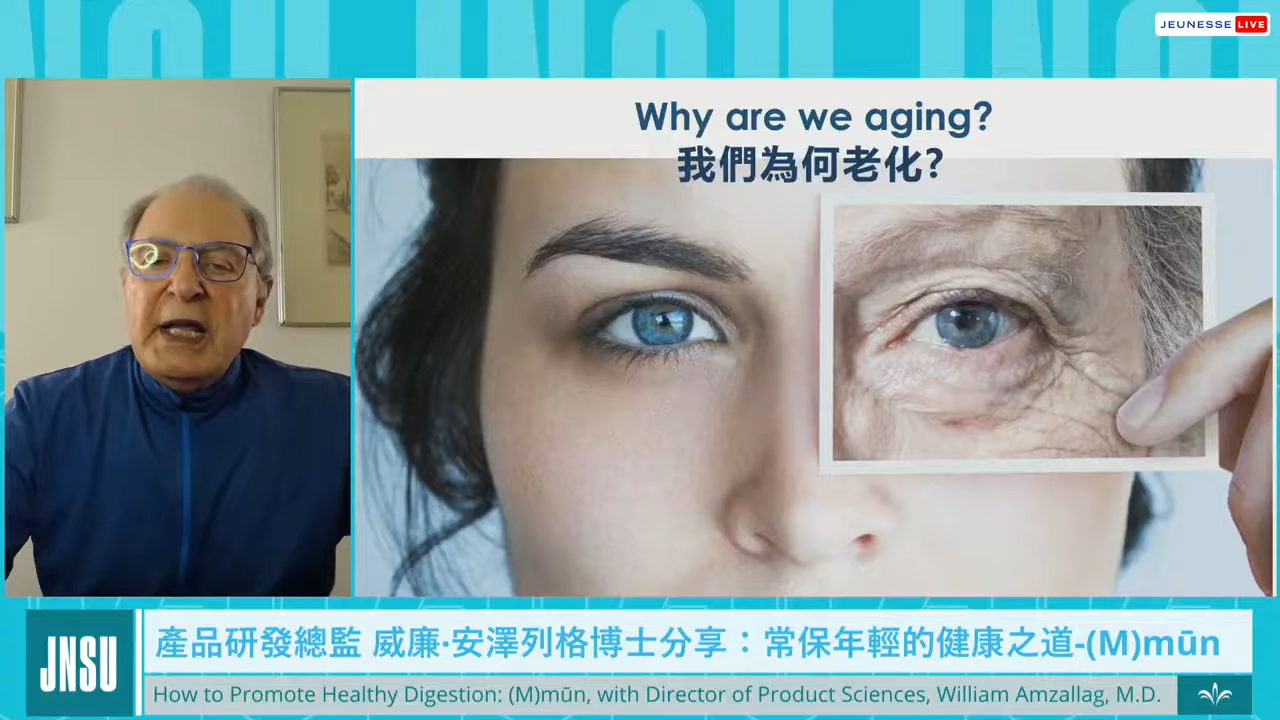 JEUNESSE LIVE
Why are we aging?
我們為何老化?
JNSU
產品研發總監 威廉·安澤列格博士分享：常保年輕的健康之道-(M)mūn
How to Promote Healthy Digestion: (M)mūn, with Director of Product Sciences, William Amzallag, M.D.